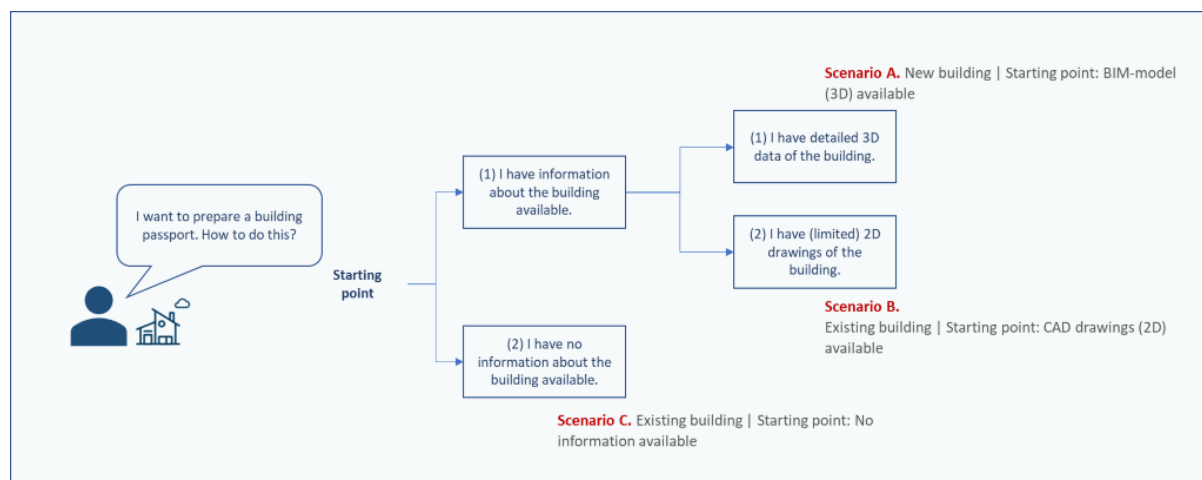 I want to prepare a building
passport. How to do this?
Starting
point
(1) I have information
about the building
available.
(2) I have no
information about the
building available.
Scenario C. Existing building | Starting point: No
information available
Scenario A. New building | Starting point: BIM-model
(3D) available
(1) I have detailed 3D
data of the building.
(2) I have (limited) 2D
drawings of the
building.
Scenario B.
Existing building | Starting point: CAD drawings (2D)
available